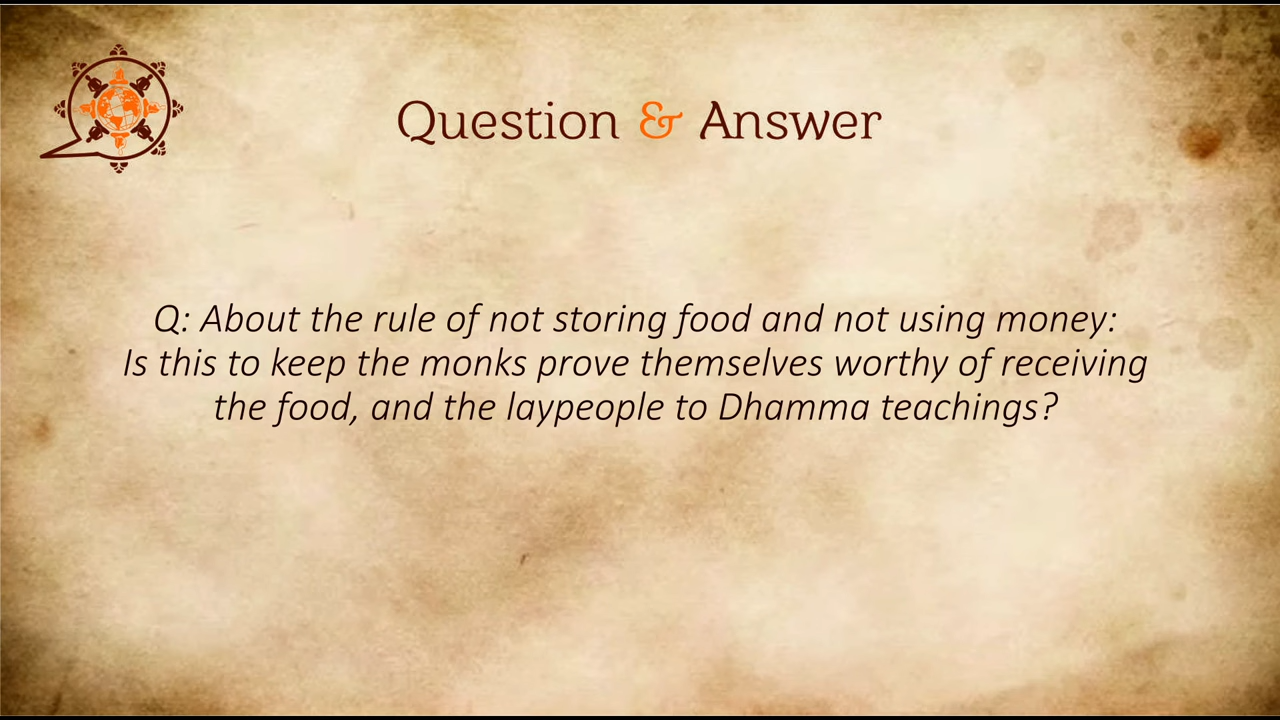 Question & Answer
Q: About the rule of not storing food and not using money:
Is this to keep the monks prove themselves worthy of receiving
the food, and the laypeople to Dhamma teachings?